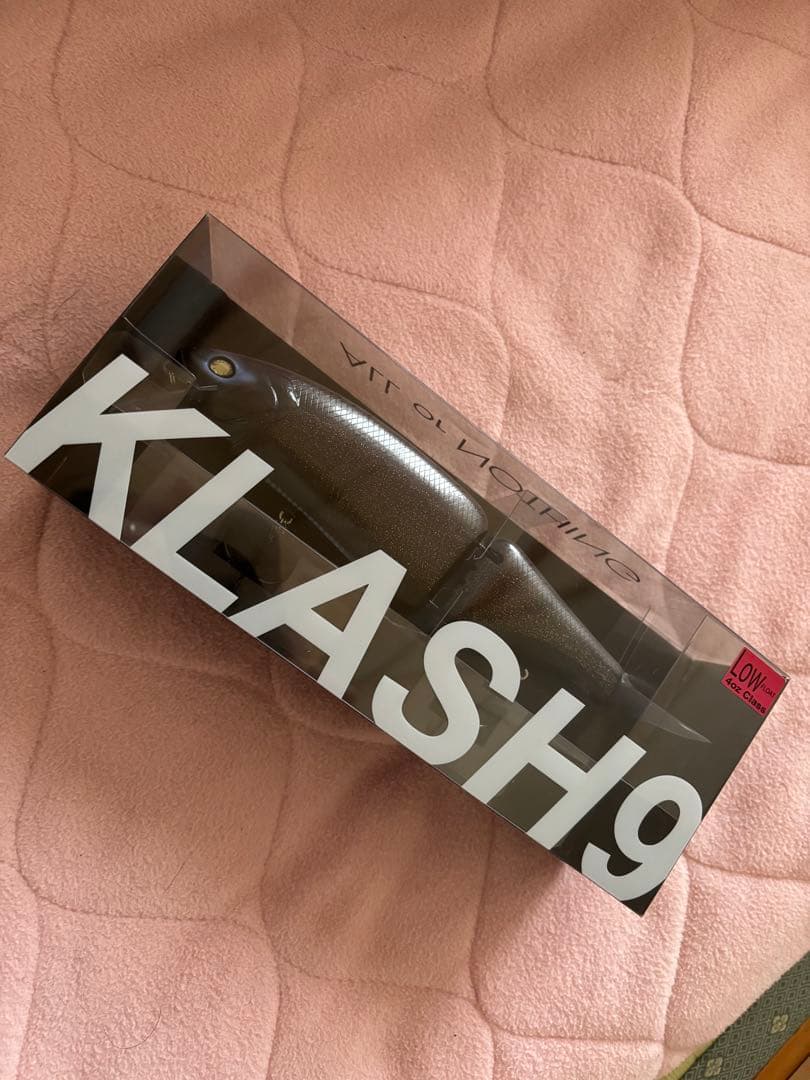 ALL or NOTHING
KLASH9
LOW FLOAT
4oz Class